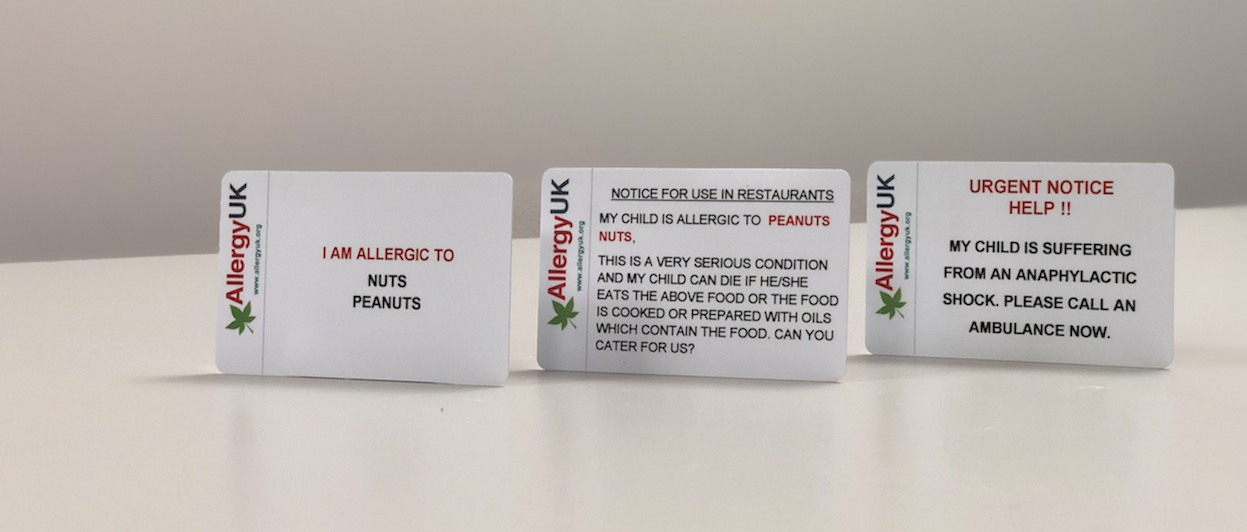 AllergyUK
www.allergyuk.org
I AM ALLERGIC TO
NUTS
PEANUTS
AllergyUK
www.allergyuk.org
NOTICE FOR USE IN RESTAURANTS
MY CHILD IS ALLERGIC TO PEANUTS
NUTS,
THIS IS A VERY SERIOUS CONDITION
AND MY CHILD CAN DIE IF HE/SHE
EATS THE ABOVE FOOD OR THE FOOD
IS COOKED OR PREPARED WITH OILS
WHICH CONTAIN THE FOOD. CAN YOU
CATER FOR US?
AllergyUK
www.allergyuk.org
URGENT NOTICE
HELP !!
MY CHILD IS SUFFERING
FROM AN ANAPHYLACTIC
SHOCK. PLEASE CALL AN
AMBULANCE NOW.